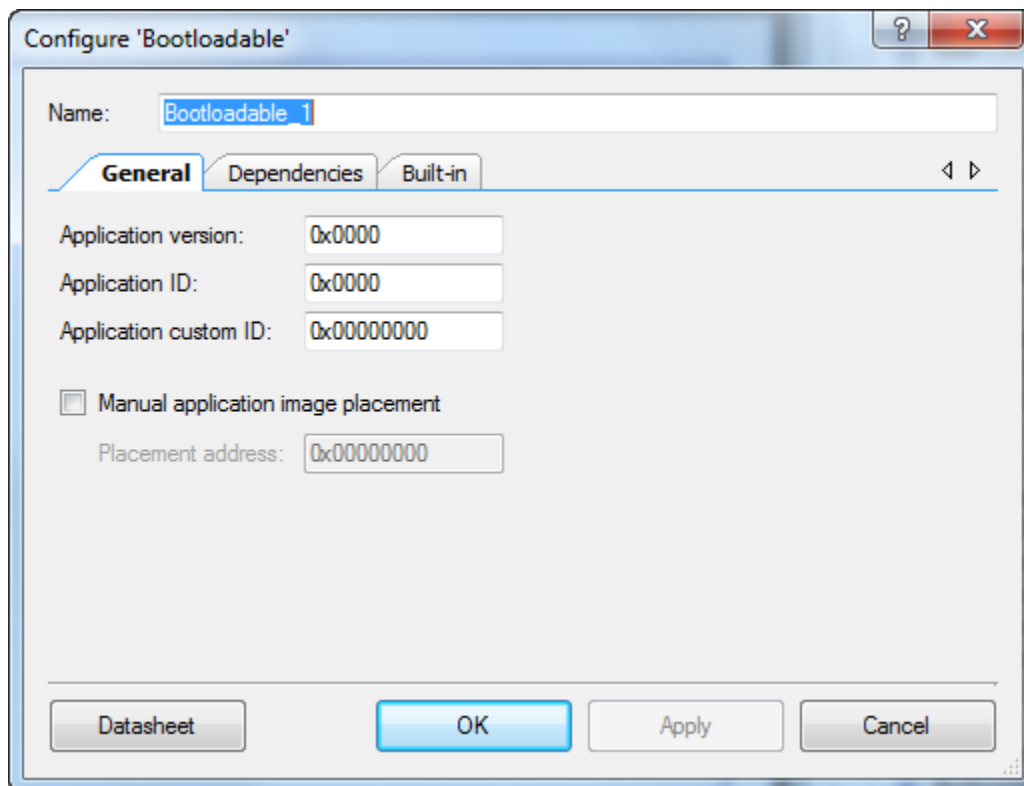 Configure 'Bootloadable'
Name: Bootloadable_1
General Dependencies Built-in
Application version: 0x0000
Application ID: 0x0000
Application custom ID: 0x00000000
Manual application image placement
Placement address: 0x00000000
Datasheet OK Apply Cancel